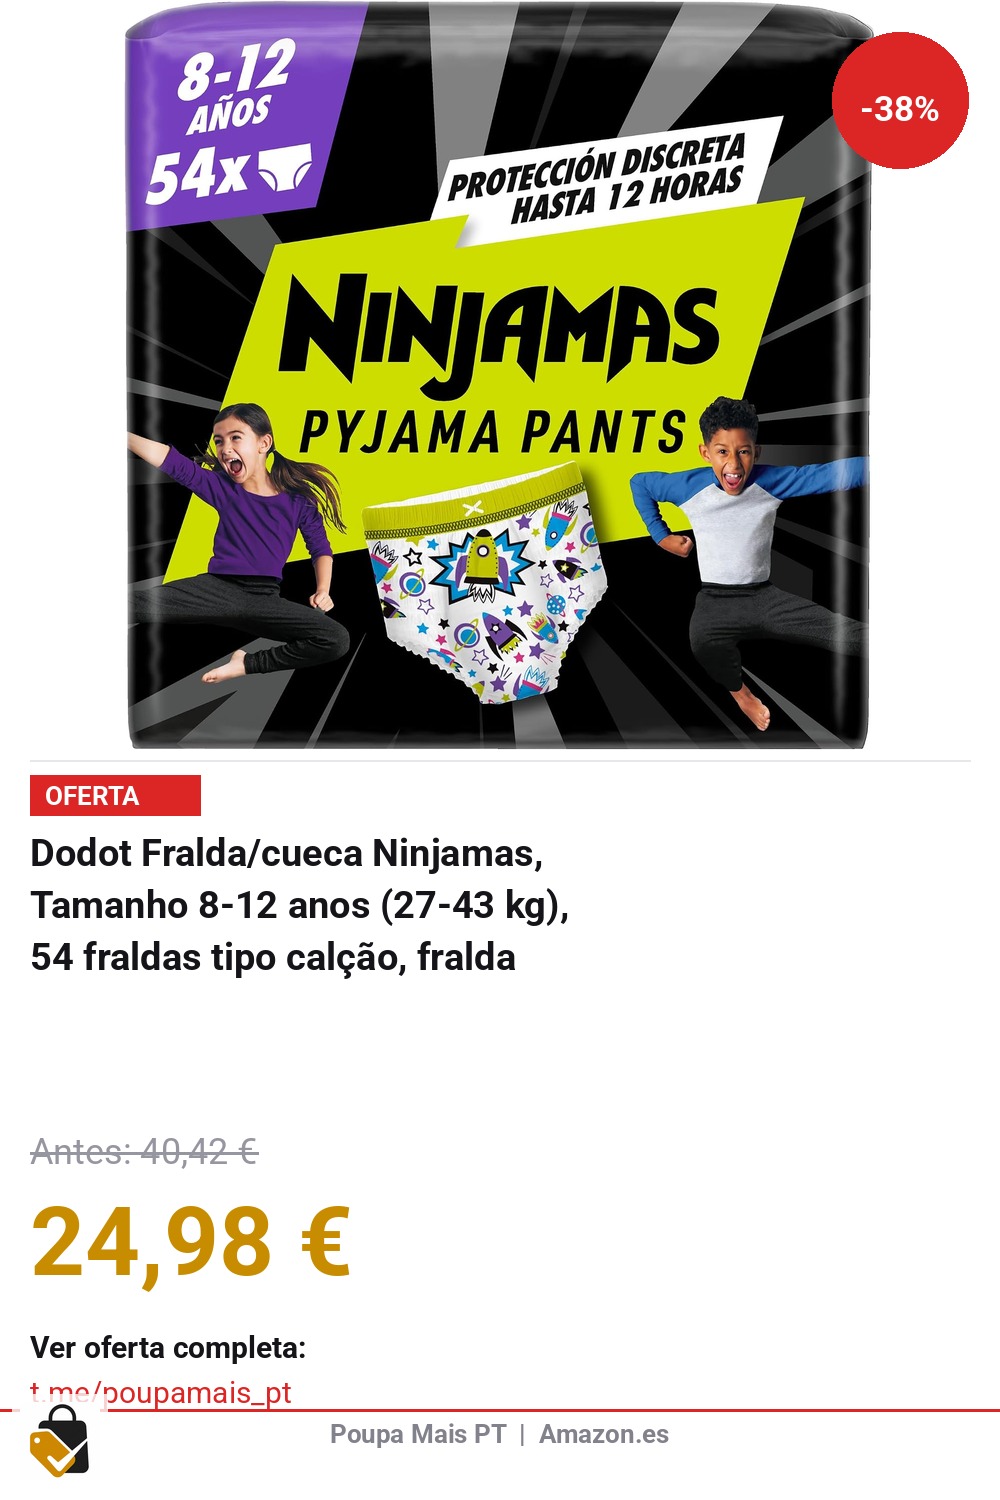 8-12
AÑOS
54x
-38%
PROTECCIÓN DISCRETA
HASTA 12 HORAS
NINJAMAS
PYJAMA PANTS
OFERTA
Dodot Fralda/cueca Ninjamas,
Tamanho 8-12 anos (27-43 kg),
54 fraldas tipo calção, fralda
Antes: 40,42 €
24,98 €
Ver oferta completa:
t.me/poupamais_pt
Poupa Mais PT | Amazon.es